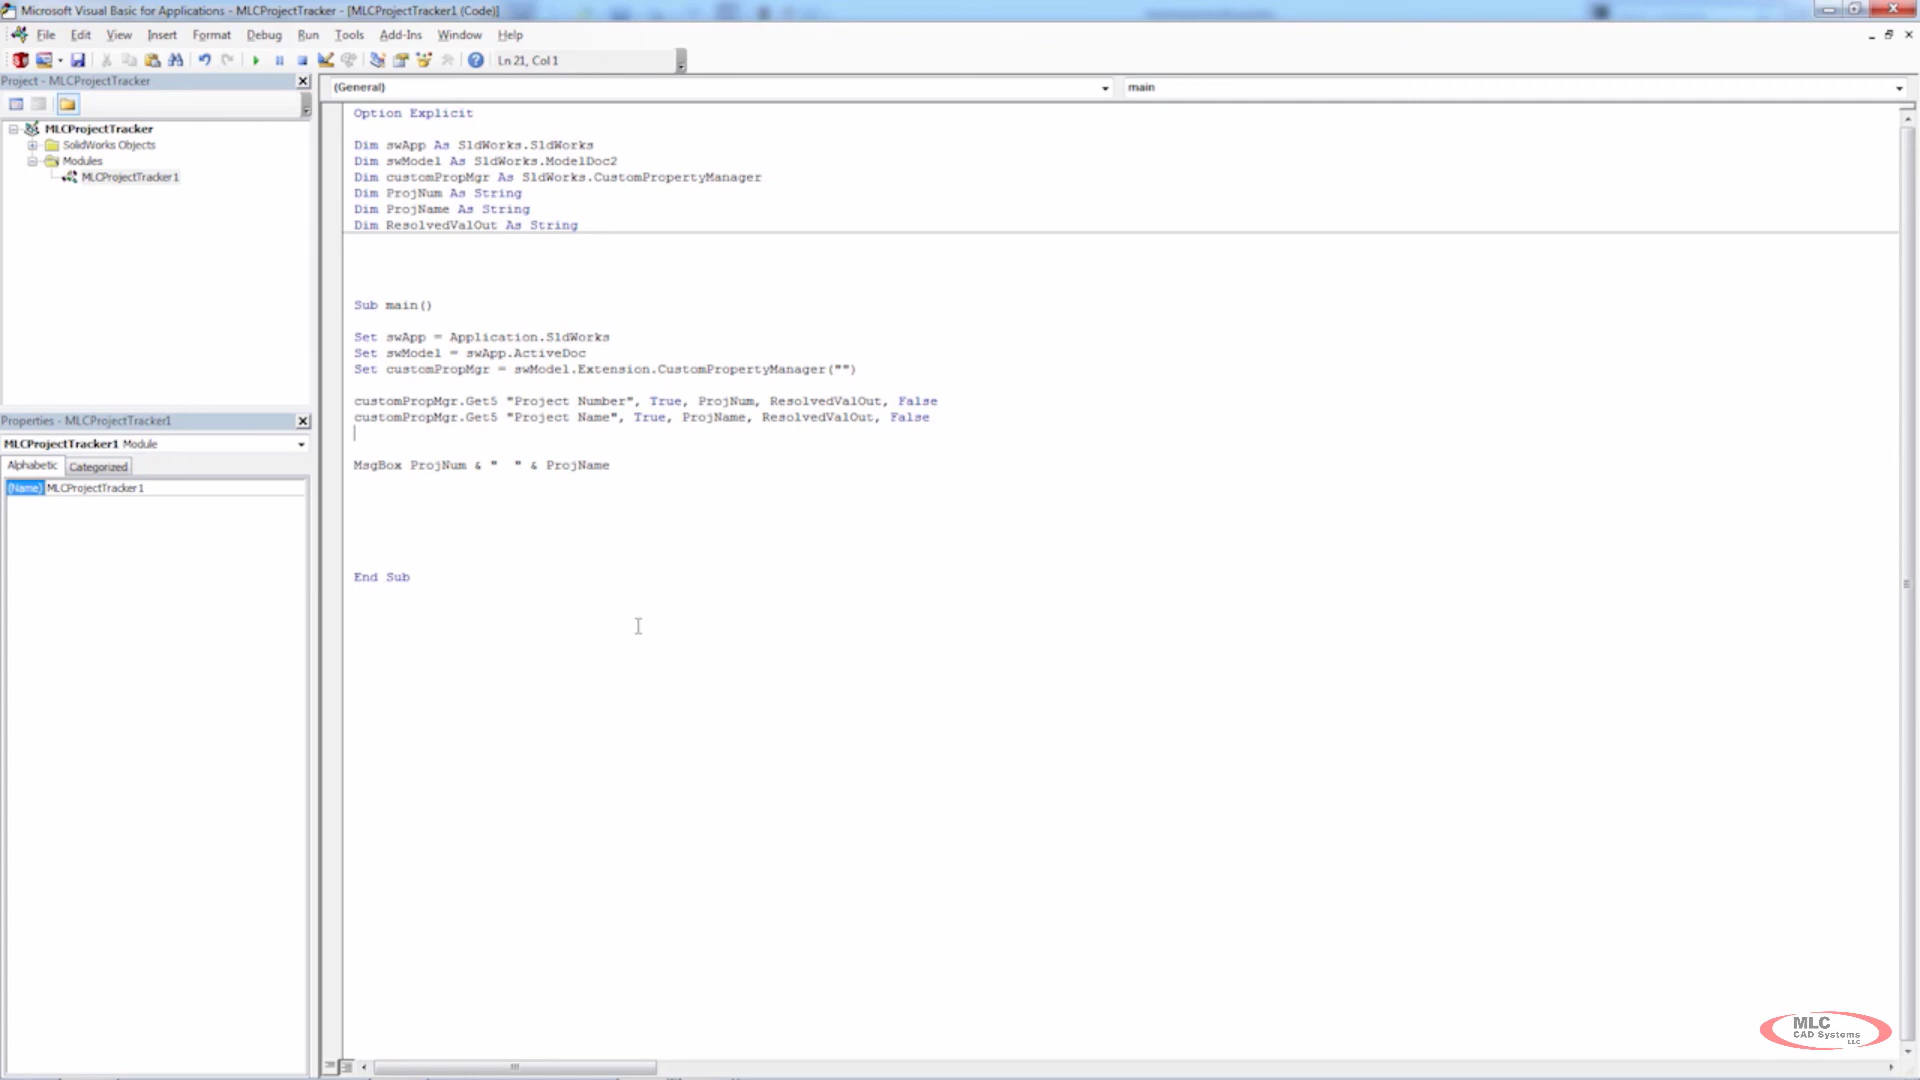 Microsoft Visual Basic for Applications - MLCProjectTracker - [MLCProjectTracker1 (Code)]
File Edit View Insert Format Debug Run Tools Add-Ins Window Help
Ln 21, Col 1
Project - MLCProjectTracker
MLCProjectTracker
SolidWorks Objects
Modules
MLCProjectTracker1
Properties - MLCProjectTracker1
MLCProjectTracker1 Module
Alphabetic Categorized
(Name) MLCProjectTracker1
(General) main
Option Explicit
Dim swApp As SldWorks.SldWorks
Dim swModel As SldWorks.ModelDoc2
Dim customPropMgr As SldWorks.CustomPropertyManager
Dim ProjNum As String
Dim ProjName As String
Dim ResolvedValOut As String
Sub main()
Set swApp = Application.SldWorks
Set swModel = swApp.ActiveDoc
Set customPropMgr = swModel.Extension.CustomPropertyManager("")
customPropMgr.Get5 "Project Number", True, ProjNum, ResolvedValOut, False
customPropMgr.Get5 "Project Name", True, ProjName, ResolvedValOut, False
MsgBox ProjNum & "  " & ProjName
End Sub
MLC
CAD Systems
LLC